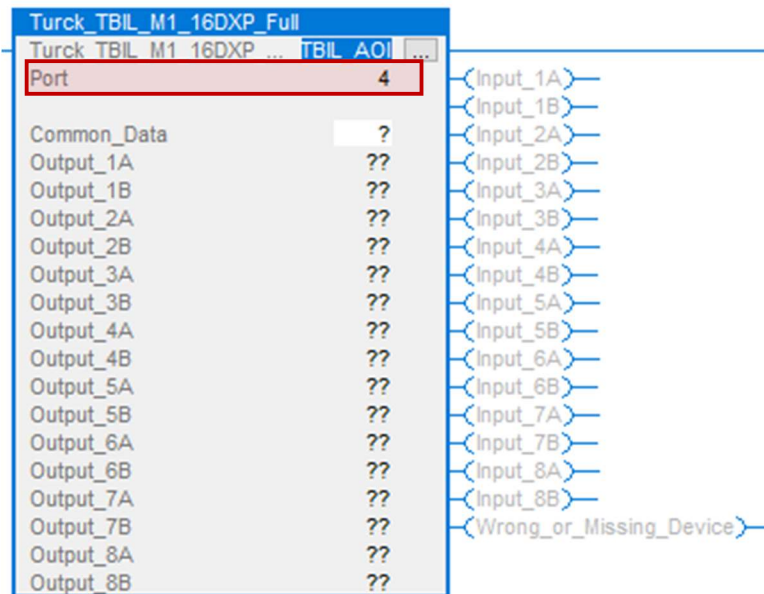 Turck_TBIL_M1_16DXP_Full
Turck_TBIL_M1_16DXP ... TBIL_AOI ...
Port 4 Input_1A
Input_1B
Common_Data ? Input_2A
Output_1A ?? Input_2B
Output_1B ?? Input_3A
Output_2A ?? Input_3B
Output_2B ?? Input_4A
Output_3A ?? Input_4B
Output_3B ?? Input_5A
Output_4A ?? Input_5B
Output_4B ?? Input_6A
Output_5A ?? Input_6B
Output_5B ?? Input_7A
Output_6A ?? Input_7B
Output_6B ?? Input_8A
Output_7A ?? Input_8B
Output_7B ?? Wrong_or_Missing_Device
Output_8A ??
Output_8B ??